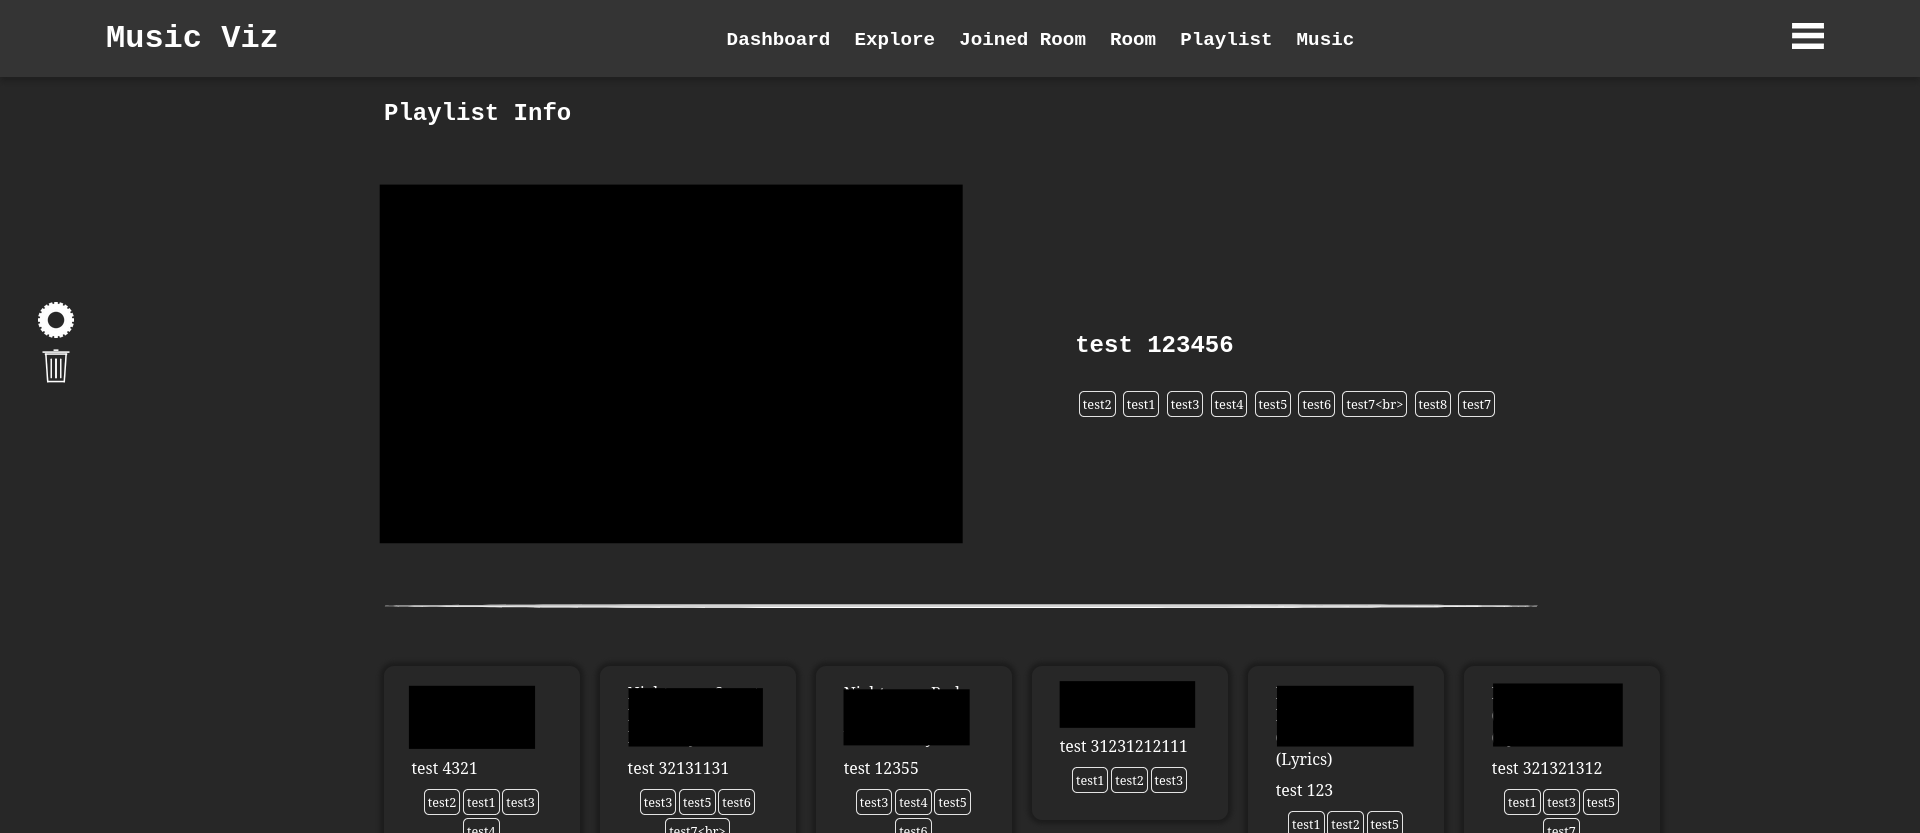 Music Viz
Dashboard Explore Joined Room Room Playlist Music
Playlist Info
test 123456
test2 test1 test3 test4 test5 test6 test7<br> test8 test7
test 4321
test2 test1 test3
test4
test 32131131
test3 test5 test6
test7<br>
test 12355
test3 test4 test5
test6
test 31231212111
test1 test2 test3
(Lyrics)
test 123
test1 test2 test5
test 321321312
test1 test3 test5
test7